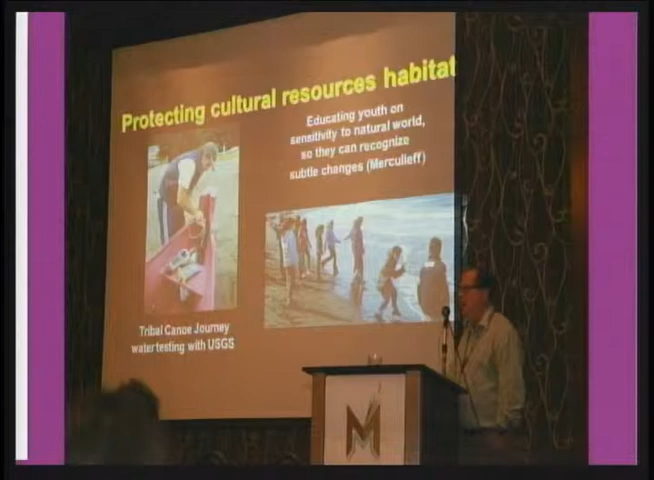 Protecting cultural resources habitat
Educating youth on
sensitivity to natural world,
so they can recognize
subtle changes (Merculieff)
Tribal Canoe Journey
water testing with USGS
M